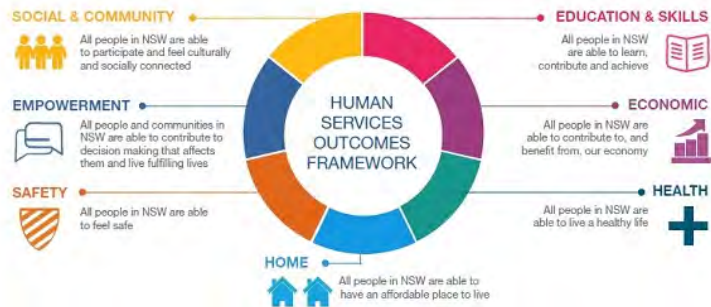 SOCIAL & COMMUNITY
All people in NSW are able
to participate and feel culturally
and socially connected
EMPOWERMENT
All people and communities in
NSW are able to contribute to
decision making that affects
them and live fulfilling lives
SAFETY
All people in NSW are able
to feel safe
HUMAN
SERVICES
OUTCOMES
FRAMEWORK
EDUCATION & SKILLS
All people in NSW
are able to learn,
contribute and achieve
ECONOMIC
All people in NSW are
able to contribute to, and
benefit from, our economy
HEALTH
All people in NSW are
able to live a healthy life
HOME
All people in NSW are able to
have an affordable place to live